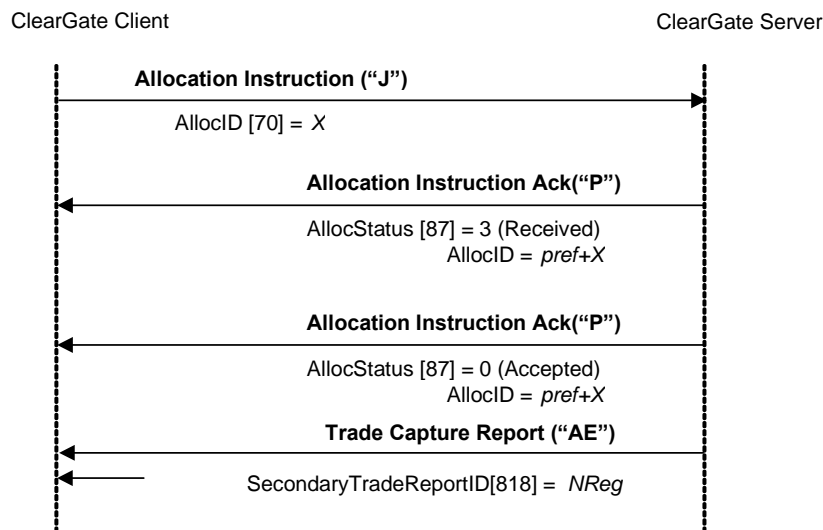 ClearGate Client
ClearGate Server
Allocation Instruction (“J”)
AllocID [70] = X
Allocation Instruction Ack(“P”)
AllocStatus [87] = 3 (Received)
AllocID = pref+X
Allocation Instruction Ack(“P”)
AllocStatus [87] = 0 (Accepted)
AllocID = pref+X
Trade Capture Report (“AE”)
SecondaryTradeReportID[818] = NReg